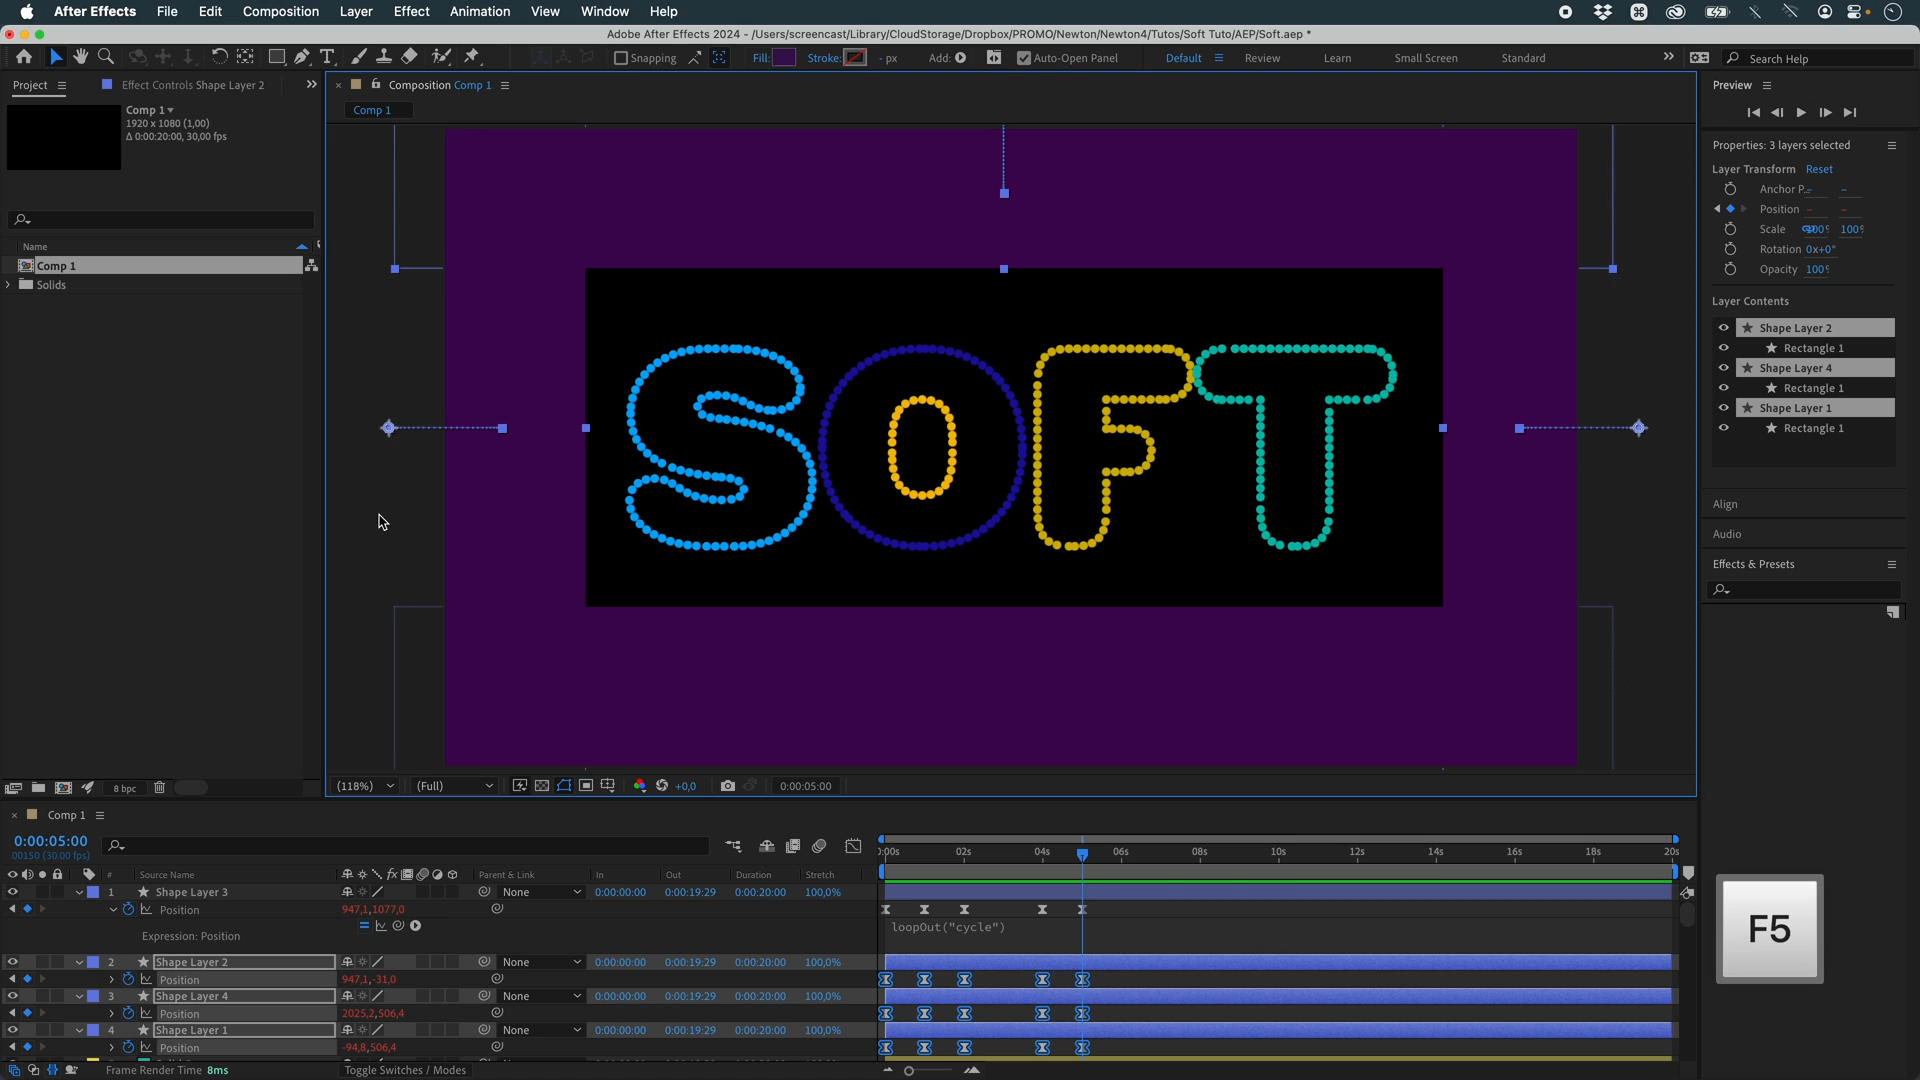 After Effects File Edit Composition Layer Effect Animation View Window Help
Adobe After Effects 2024 - /Users/screencast/Library/CloudStorage/Dropbox/PROMO/Newton/Newton4/Tutos/Soft Tuto/AEP/Soft.aep *
Snapping Fill: Stroke: - px Add: Auto-Open Panel Default Review Learn Small Screen Standard Search Help
Project Effect Controls Shape Layer 2
Composition Comp 1
Comp 1
Comp 1
1920 x 1080 (1,00)
Δ 0:00:20:00, 30,00 fps
Name
Comp 1
Solids
8 bpc
SOFT
(118%) (Full) +0,0 0:00:05:00
Preview
Properties: 3 layers selected
Layer Transform Reset
Anchor P.. - -
Position - -
Scale 100% 100%
Rotation 0x+0°
Opacity 100%
Layer Contents
Shape Layer 2
Rectangle 1
Shape Layer 4
Rectangle 1
Shape Layer 1
Rectangle 1
Align
Audio
Effects & Presets
F5
Comp 1
0:00:05:00
00150 (30.00 fps)
:00s 02s 04s 06s 08s 10s 12s 14s 16s 18s 20s
# Source Name fx Parent & Link In Out Duration Stretch
1 Shape Layer 3 None 0:00:00:00 0:00:19:29 0:00:20:00 100,0%
Position 947,1,1077,0
Expression: Position
loopOut("cycle")
2 Shape Layer 2 None 0:00:00:00 0:00:19:29 0:00:20:00 100,0%
Position 947,1,-31,0
3 Shape Layer 4 None 0:00:00:00 0:00:19:29 0:00:20:00 100,0%
Position 2025,2,506,4
4 Shape Layer 1 None 0:00:00:00 0:00:19:29 0:00:20:00 100,0%
Position -94,8,506,4
Frame Render Time 8ms Toggle Switches / Modes